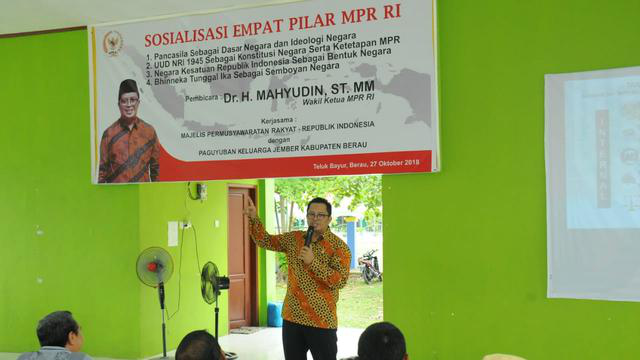 SOSIALISASI EMPAT PILAR MPR RI
1. Pancasila Sebagai Dasar Negara dan Ideologi Negara
2. UUD NRI 1945 Sebagai Konstitusi Negara Serta Ketetapan MPR
3. Negara Kesatuan Republik Indonesia Sebagai Bentuk Negara
4. Bhinneka Tunggal Ika Sebagai Semboyan Negara
Pembicara : Dr. H. MAHYUDIN, ST. MM
Wakil Ketua MPR RI
Kerjasama :
MAJELIS PERMUSYAWARATAN RAKYAT - REPUBLIK INDONESIA
dengan
PAGUYUBAN KELUARGA JEMBER KABUPATEN BERAU
Teluk Bayur, Berau, 27 Oktober 2018
INTERNAL